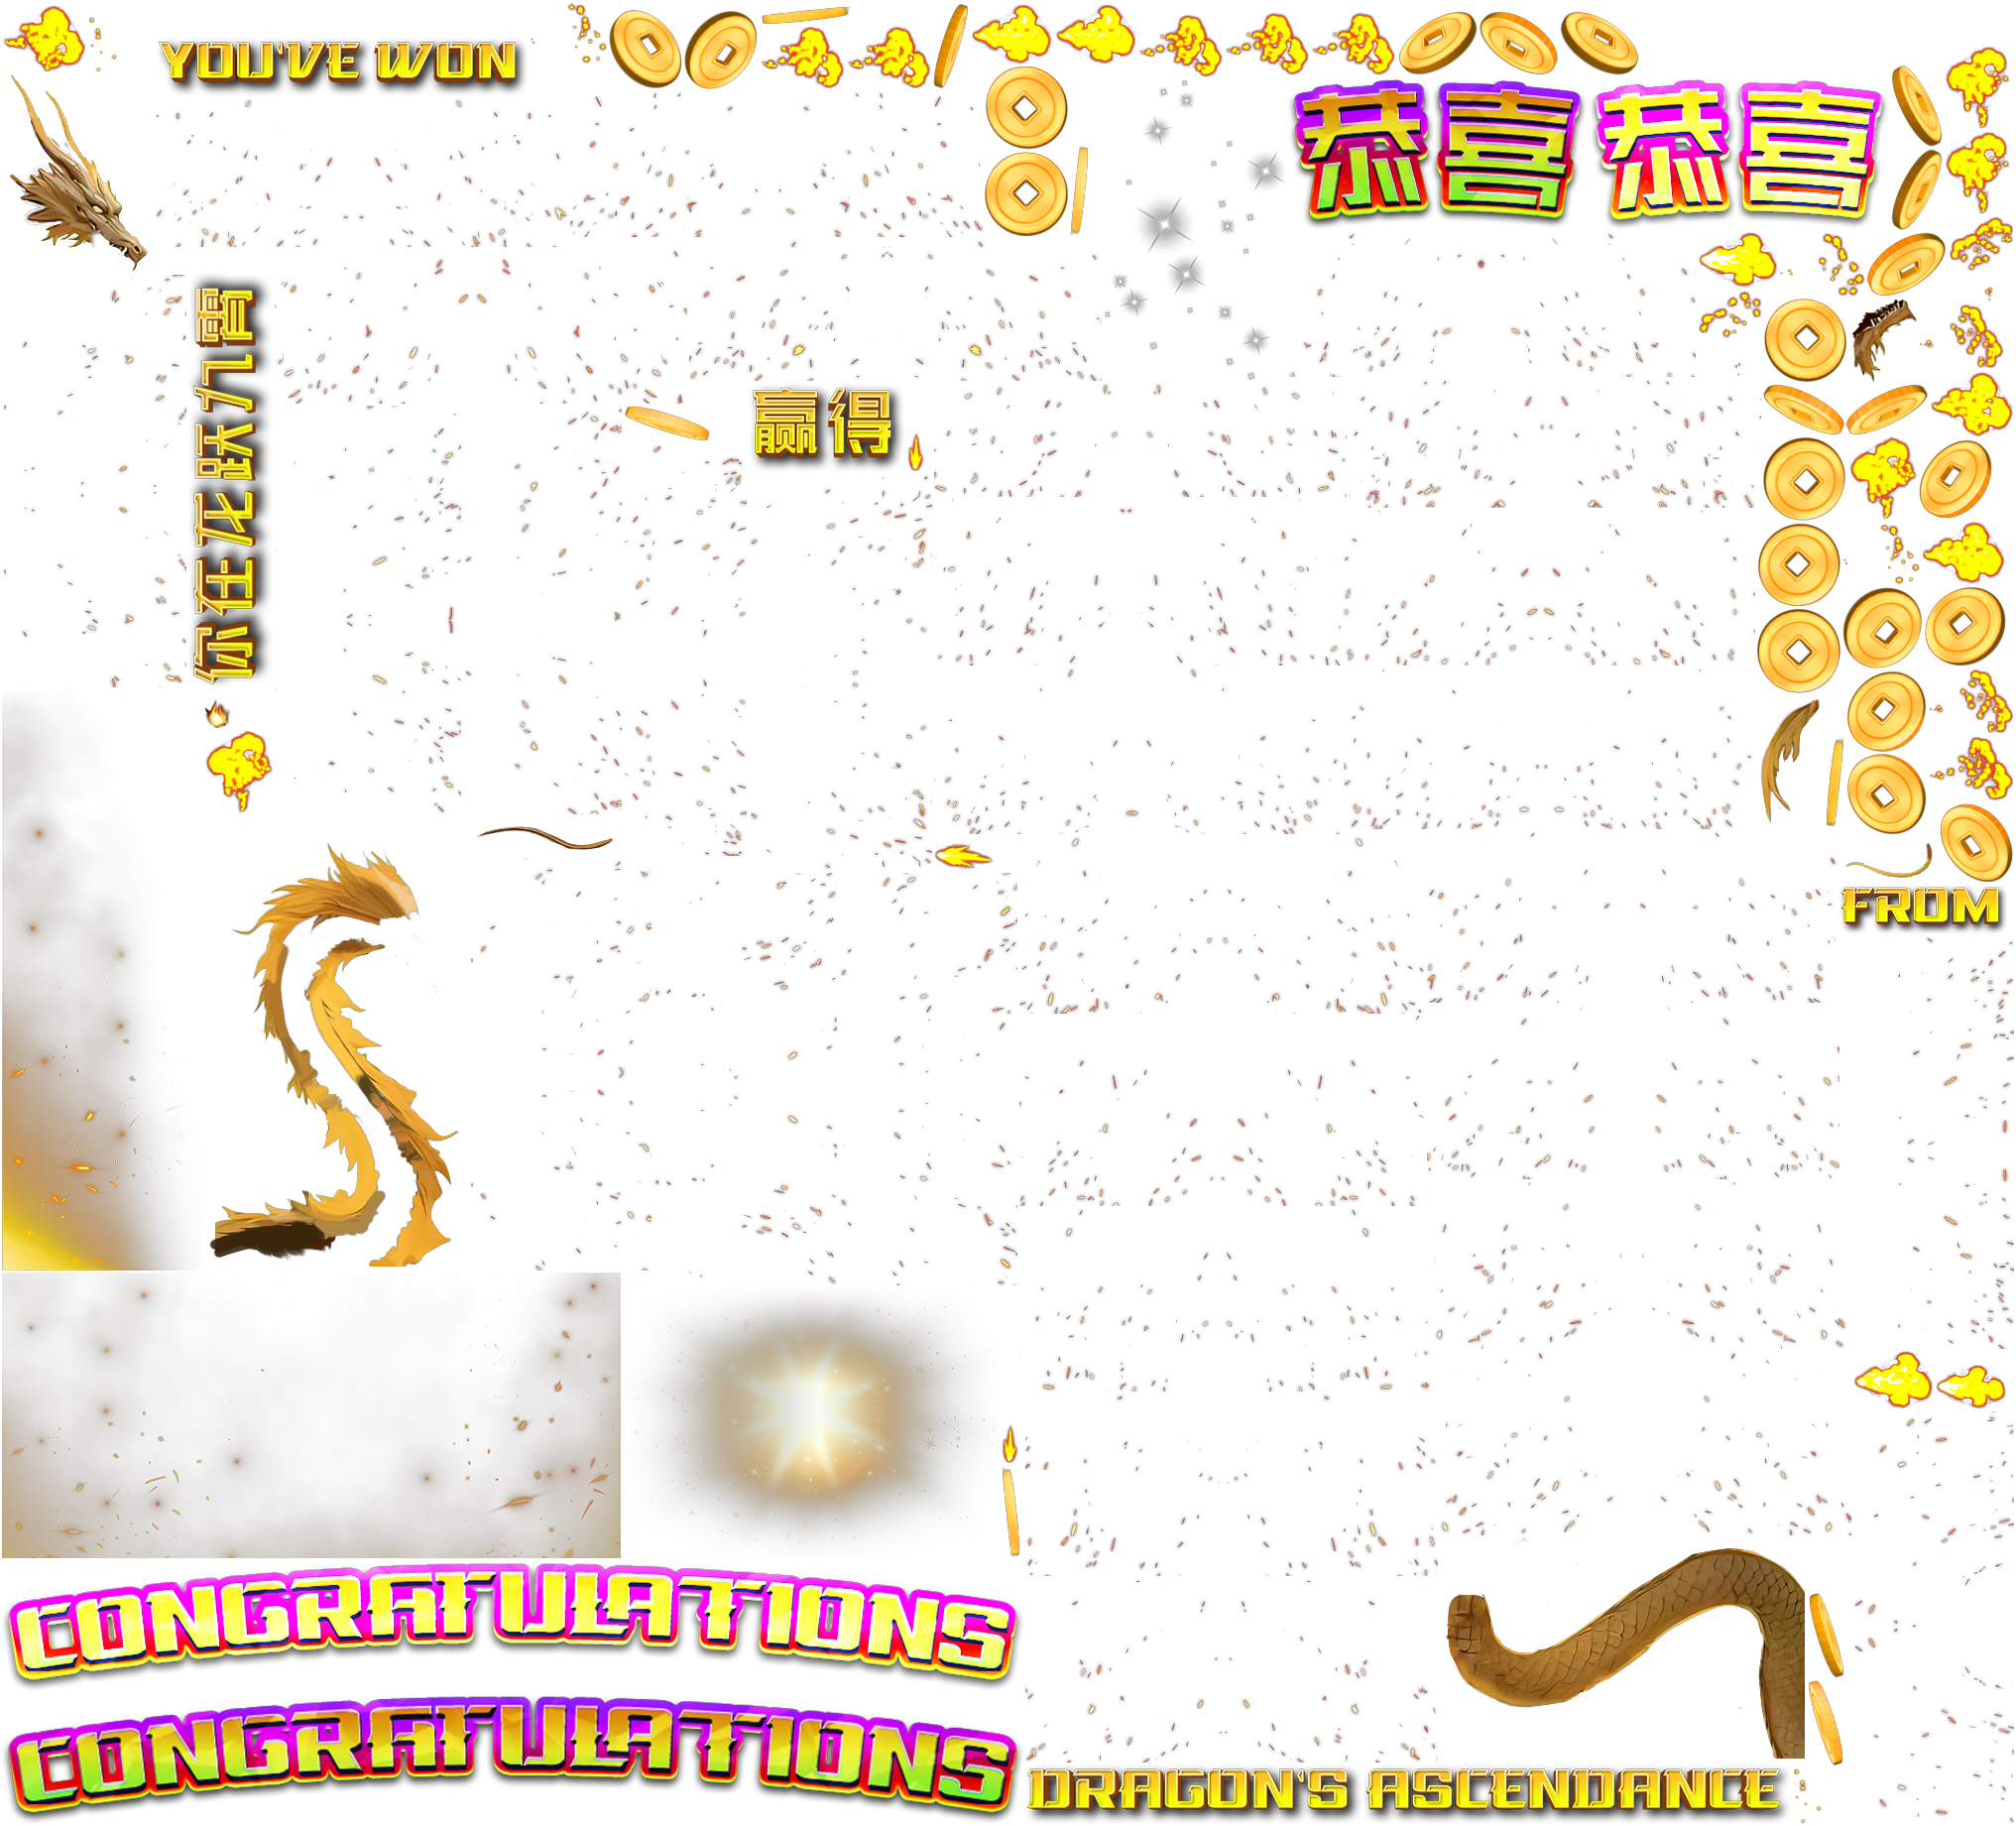 YOU'VE WON
恭喜 恭喜
你在龙跃九霄
赢得
FROM
CONGRATULATIONS
CONGRATULATIONS
DRAGON'S ASCENDANCE